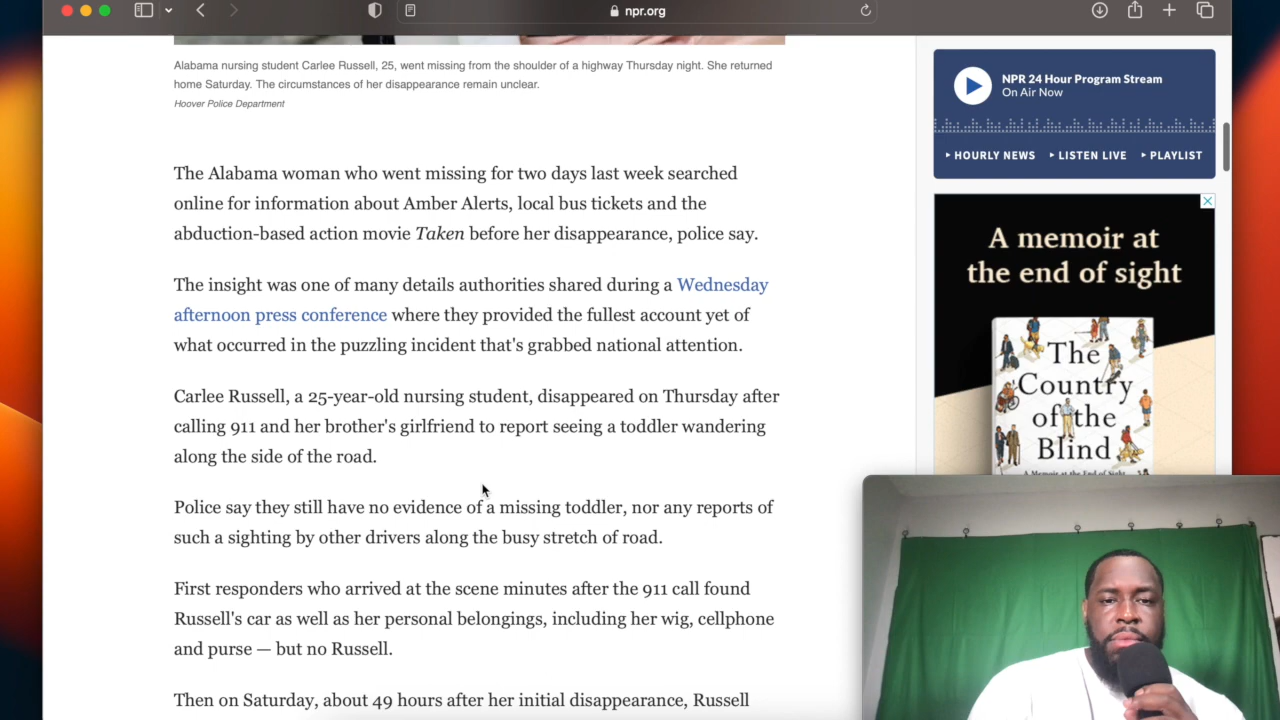 npr.org
Alabama nursing student Carlee Russell, 25, went missing from the shoulder of a highway Thursday night. She returned
home Saturday. The circumstances of her disappearance remain unclear.
Hoover Police Department
The Alabama woman who went missing for two days last week searched
online for information about Amber Alerts, local bus tickets and the
abduction-based action movie Taken before her disappearance, police say.
The insight was one of many details authorities shared during a Wednesday
afternoon press conference where they provided the fullest account yet of
what occurred in the puzzling incident that's grabbed national attention.
Carlee Russell, a 25-year-old nursing student, disappeared on Thursday after
calling 911 and her brother's girlfriend to report seeing a toddler wandering
along the side of the road.
Police say they still have no evidence of a missing toddler, nor any reports of
such a sighting by other drivers along the busy stretch of road.
First responders who arrived at the scene minutes after the 911 call found
Russell's car as well as her personal belongings, including her wig, cellphone
and purse — but no Russell.
Then on Saturday, about 49 hours after her initial disappearance, Russell
NPR 24 Hour Program Stream
On Air Now
HOURLY NEWS
LISTEN LIVE
PLAYLIST
A memoir at
the end of sight
The
Country
of the
Blind
A Memoir at the End of Sight